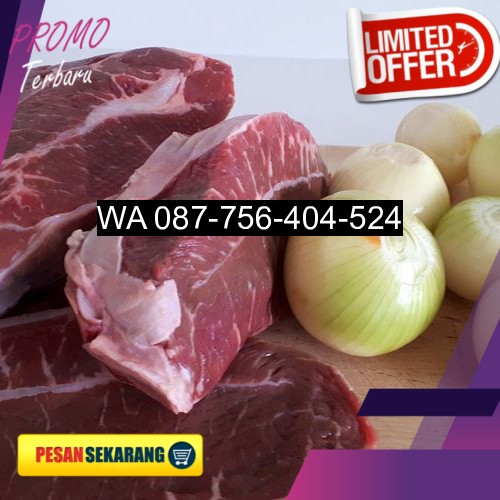 PROMO
Terbaru
LIMITED
OFFER
WA 087-756-404-524
PESAN SEKARANG